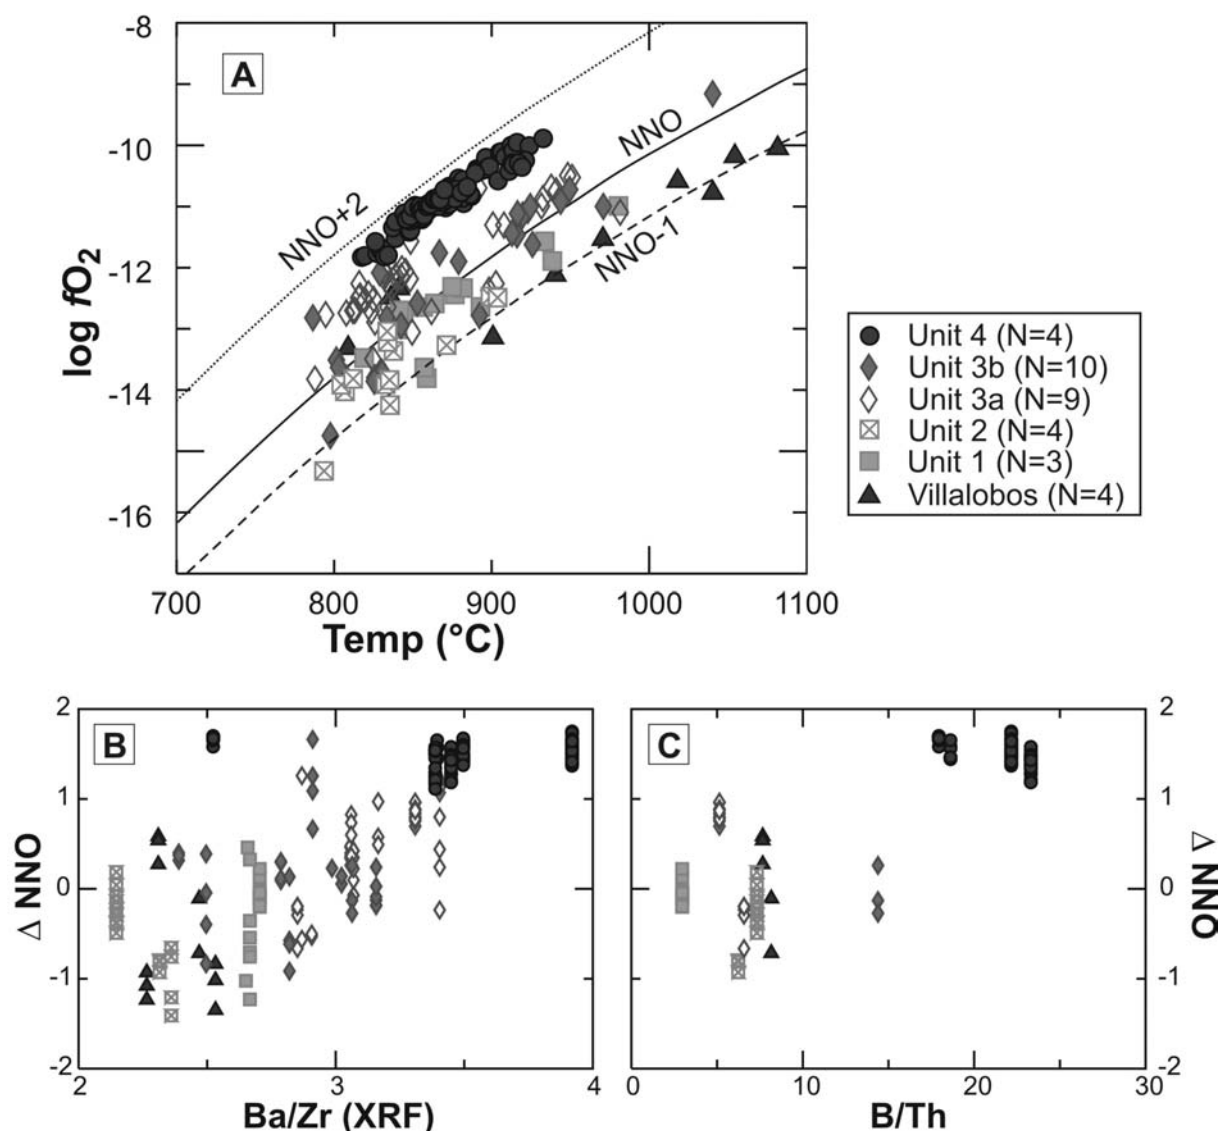 -8
A
NNO
-10
NNO+2
log fO₂
-12
NNO-1
-14
-16
700 800 900 1000 1100
Temp (°C)
Unit 4 (N=4)
Unit 3b (N=10)
Unit 3a (N=9)
Unit 2 (N=4)
Unit 1 (N=3)
Villalobos (N=4)
2 B C 2
1 1
Δ NNO 0 0 Δ NNO
-1 -1
-2 -2
2 3 4 0 10 20 30
Ba/Zr (XRF) B/Th